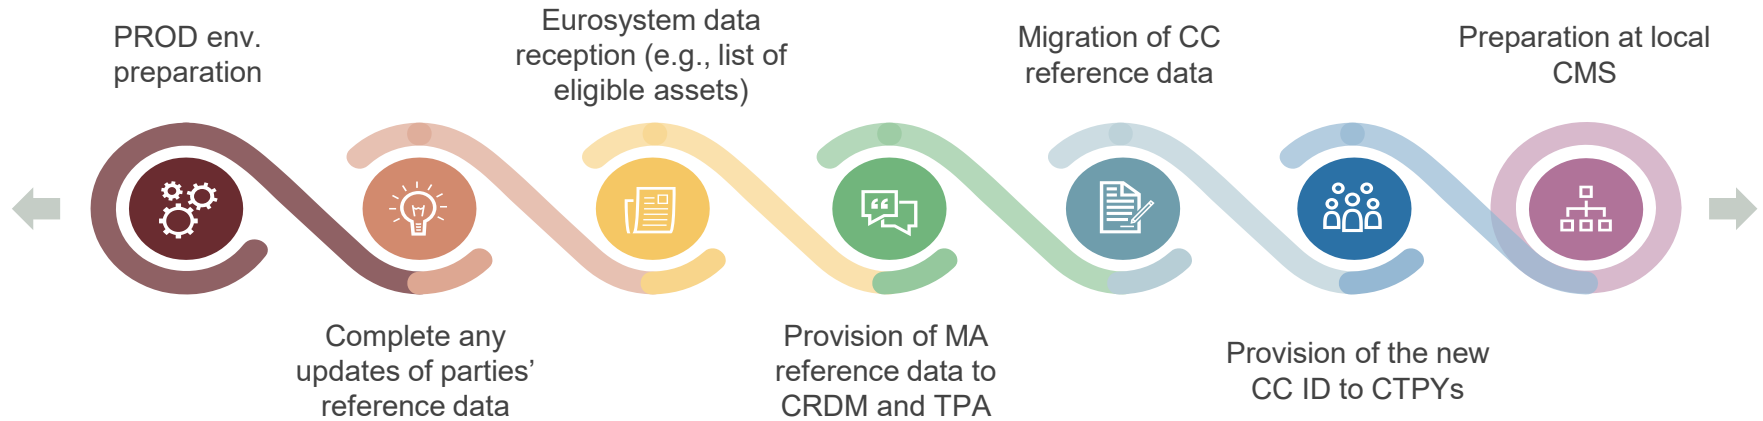 PROD env.
preparation
Complete any
updates of parties’
reference data
Eurosystem data
reception (e.g., list of
eligible assets)
Provision of MA
reference data to
CRDM and TPA
Migration of CC
reference data
Provision of the new
CC ID to CTPYs
Preparation at local
CMS